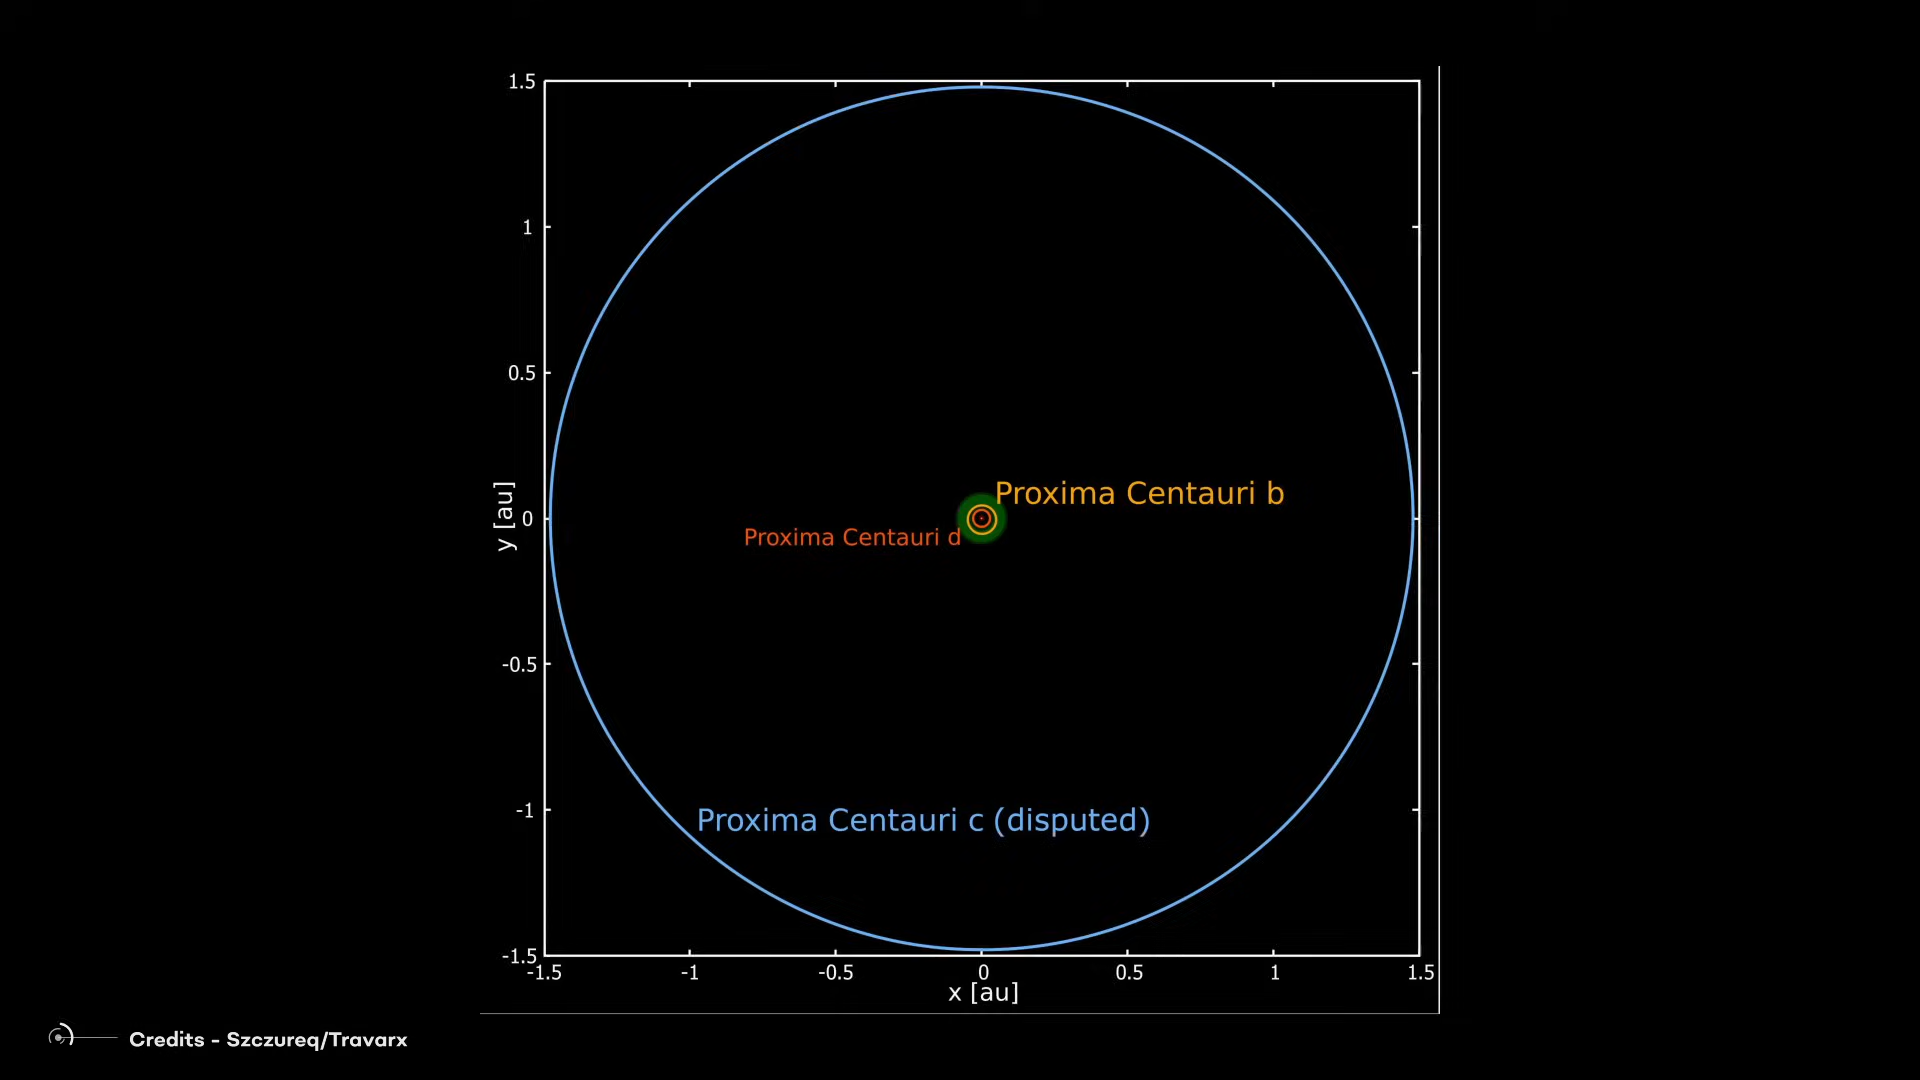 1.5
1
0.5
Proxima Centauri b
y [au]
0
Proxima Centauri d
-0.5
-1
Proxima Centauri c (disputed)
-1.5
-1.5 -1 -0.5 0 0.5 1 1.5
x [au]
Credits - Szczureq/Travarx